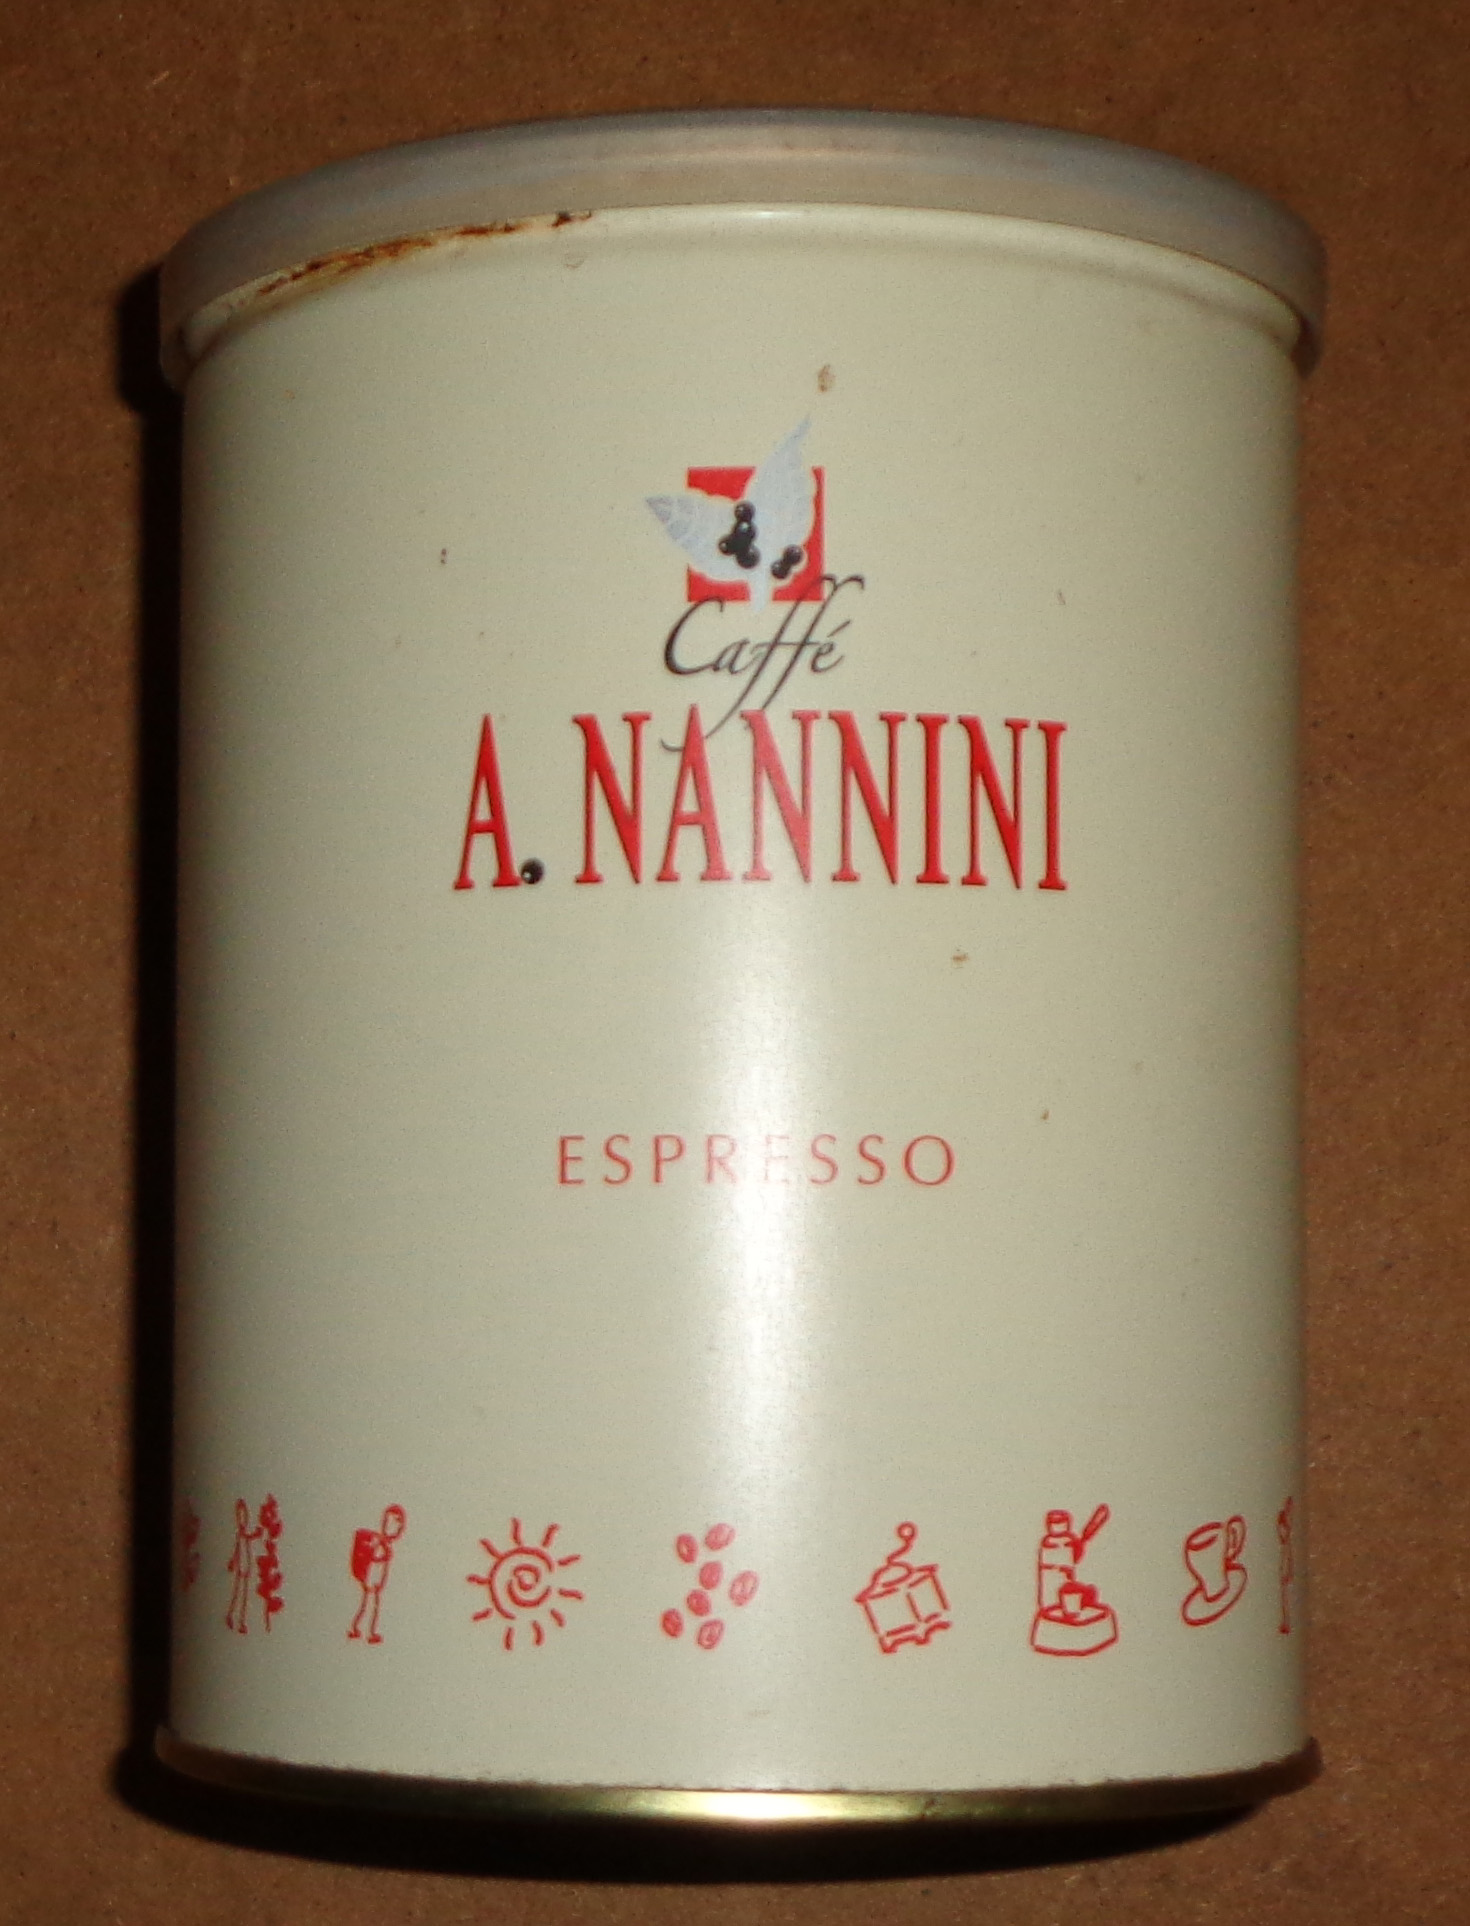 Caffé
A. NANNINI
ESPRESSO